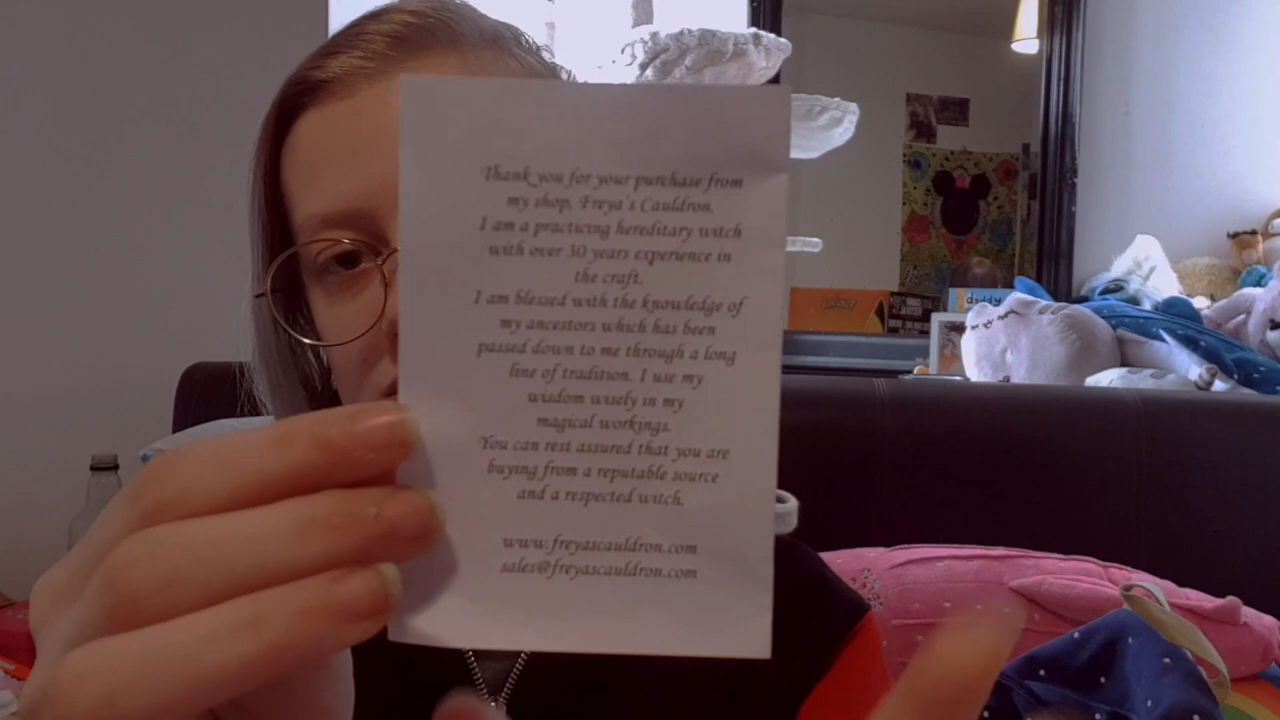 Thank you for your purchase from
my shop, Freya's Cauldron.
I am a practicing hereditary witch
with over 30 years experience in
the craft.
I am blessed with the knowledge of
my ancestors which has been
passed down to me through a long
line of tradition. I use my
wisdom wisely in my
magical workings.
You can rest assured that you are
buying from a reputable source
and a respected witch.
www.freyascauldron.com
sales@freyascauldron.com
daddy